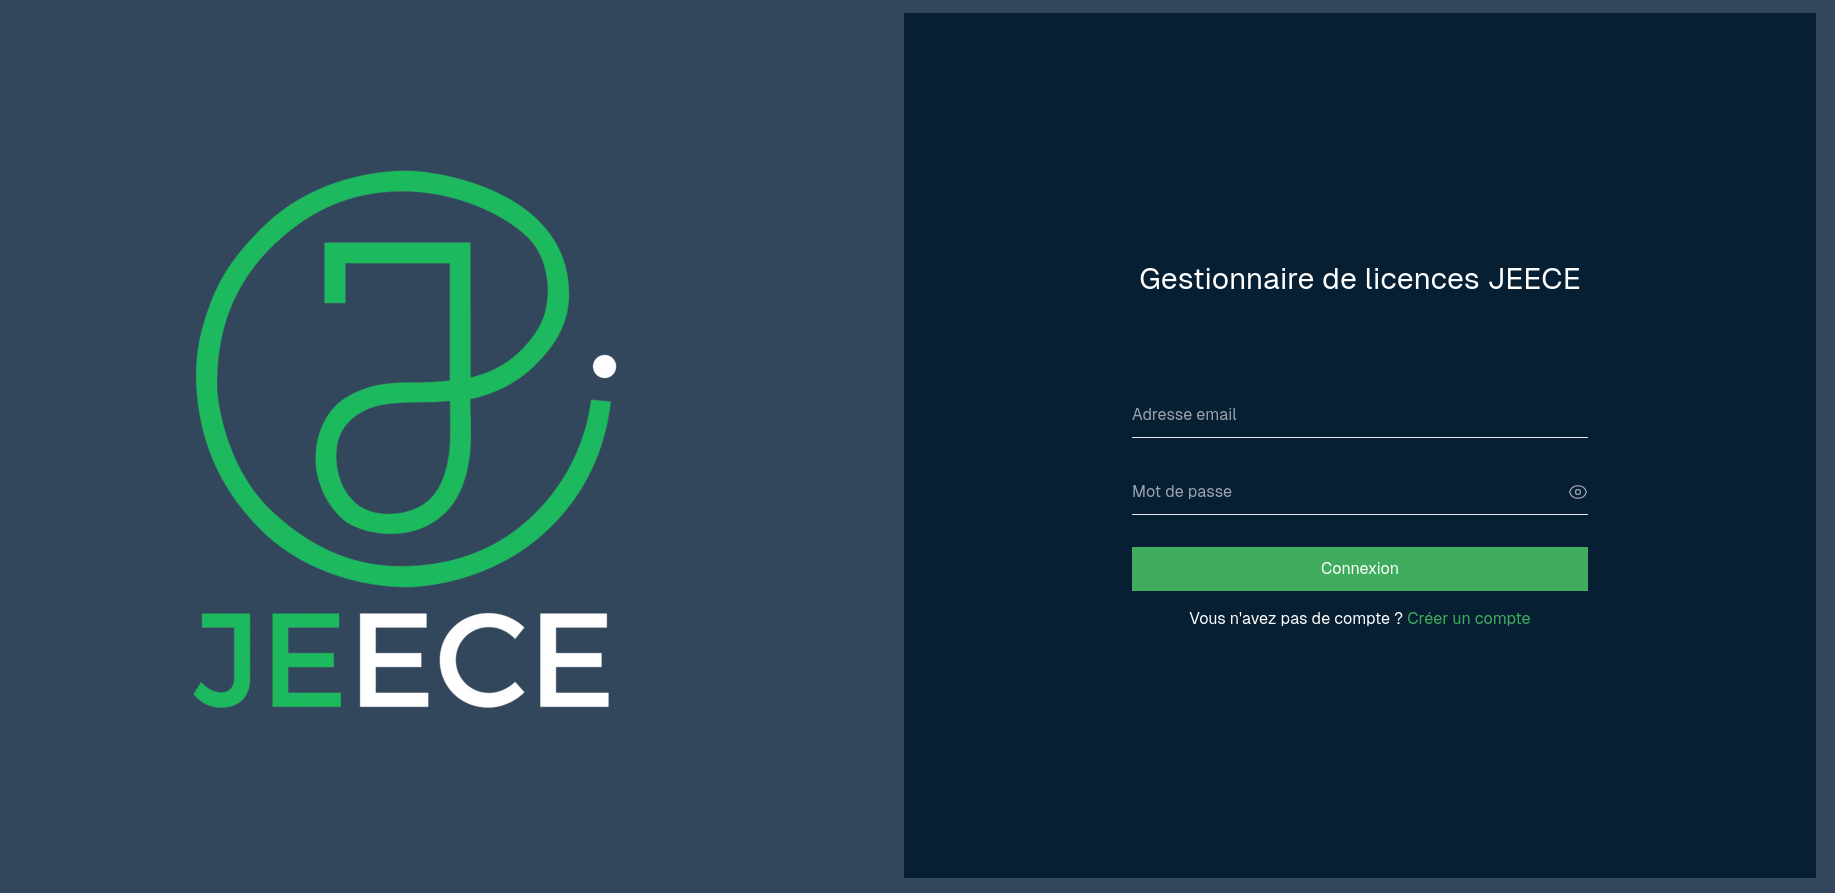 JEECE
Gestionnaire de licences JEECE
Adresse email
Mot de passe
Connexion
Vous n'avez pas de compte ? Créer un compte